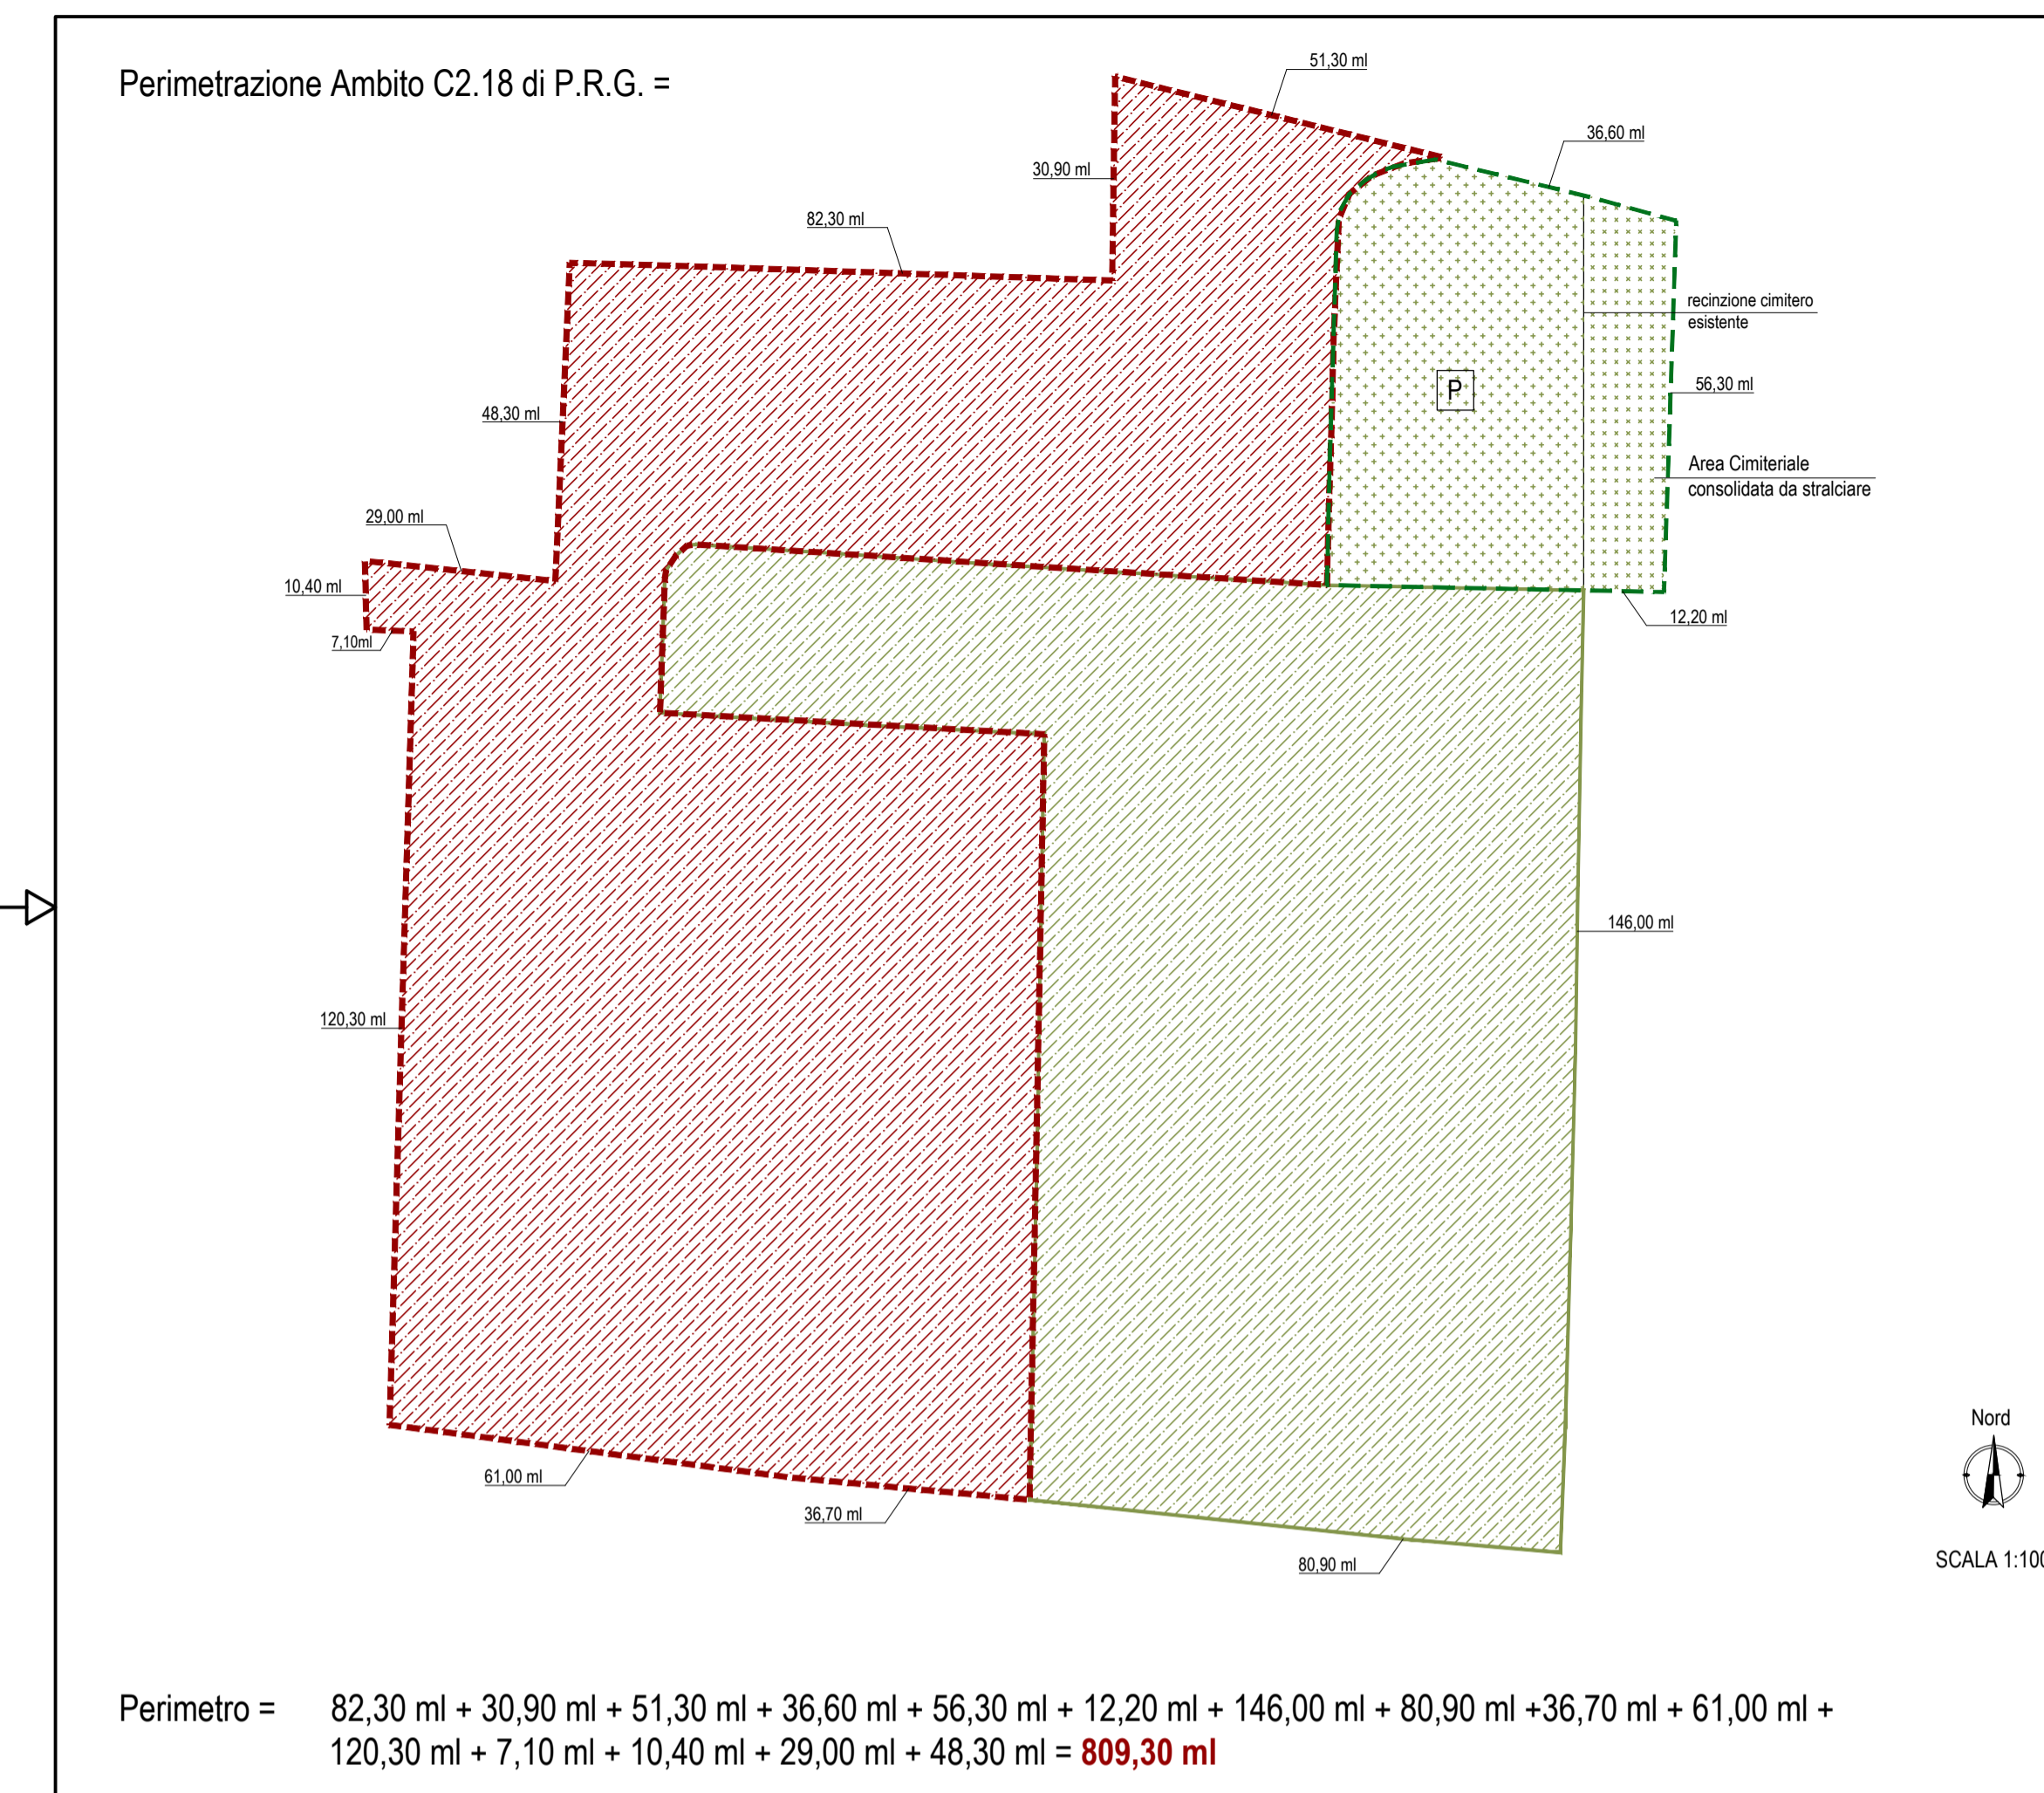 Perimetrazione Ambito C2.18 di P.R.G. =
51,30 ml
36,60 ml
30,90 ml
82,30 ml
recinzione cimitero
esistente
P
56,30 ml
48,30 ml
Area Cimiteriale
consolidata da stralciare
29,00 ml
10,40 ml
7,10ml
12,20 ml
146,00 ml
120,30 ml
Nord
61,00 ml
36,70 ml
80,90 ml
SCALA 1:100
Perimetro = 82,30 ml + 30,90 ml + 51,30 ml + 36,60 ml + 56,30 ml + 12,20 ml + 146,00 ml + 80,90 ml +36,70 ml + 61,00 ml +
120,30 ml + 7,10 ml + 10,40 ml + 29,00 ml + 48,30 ml = 809,30 ml